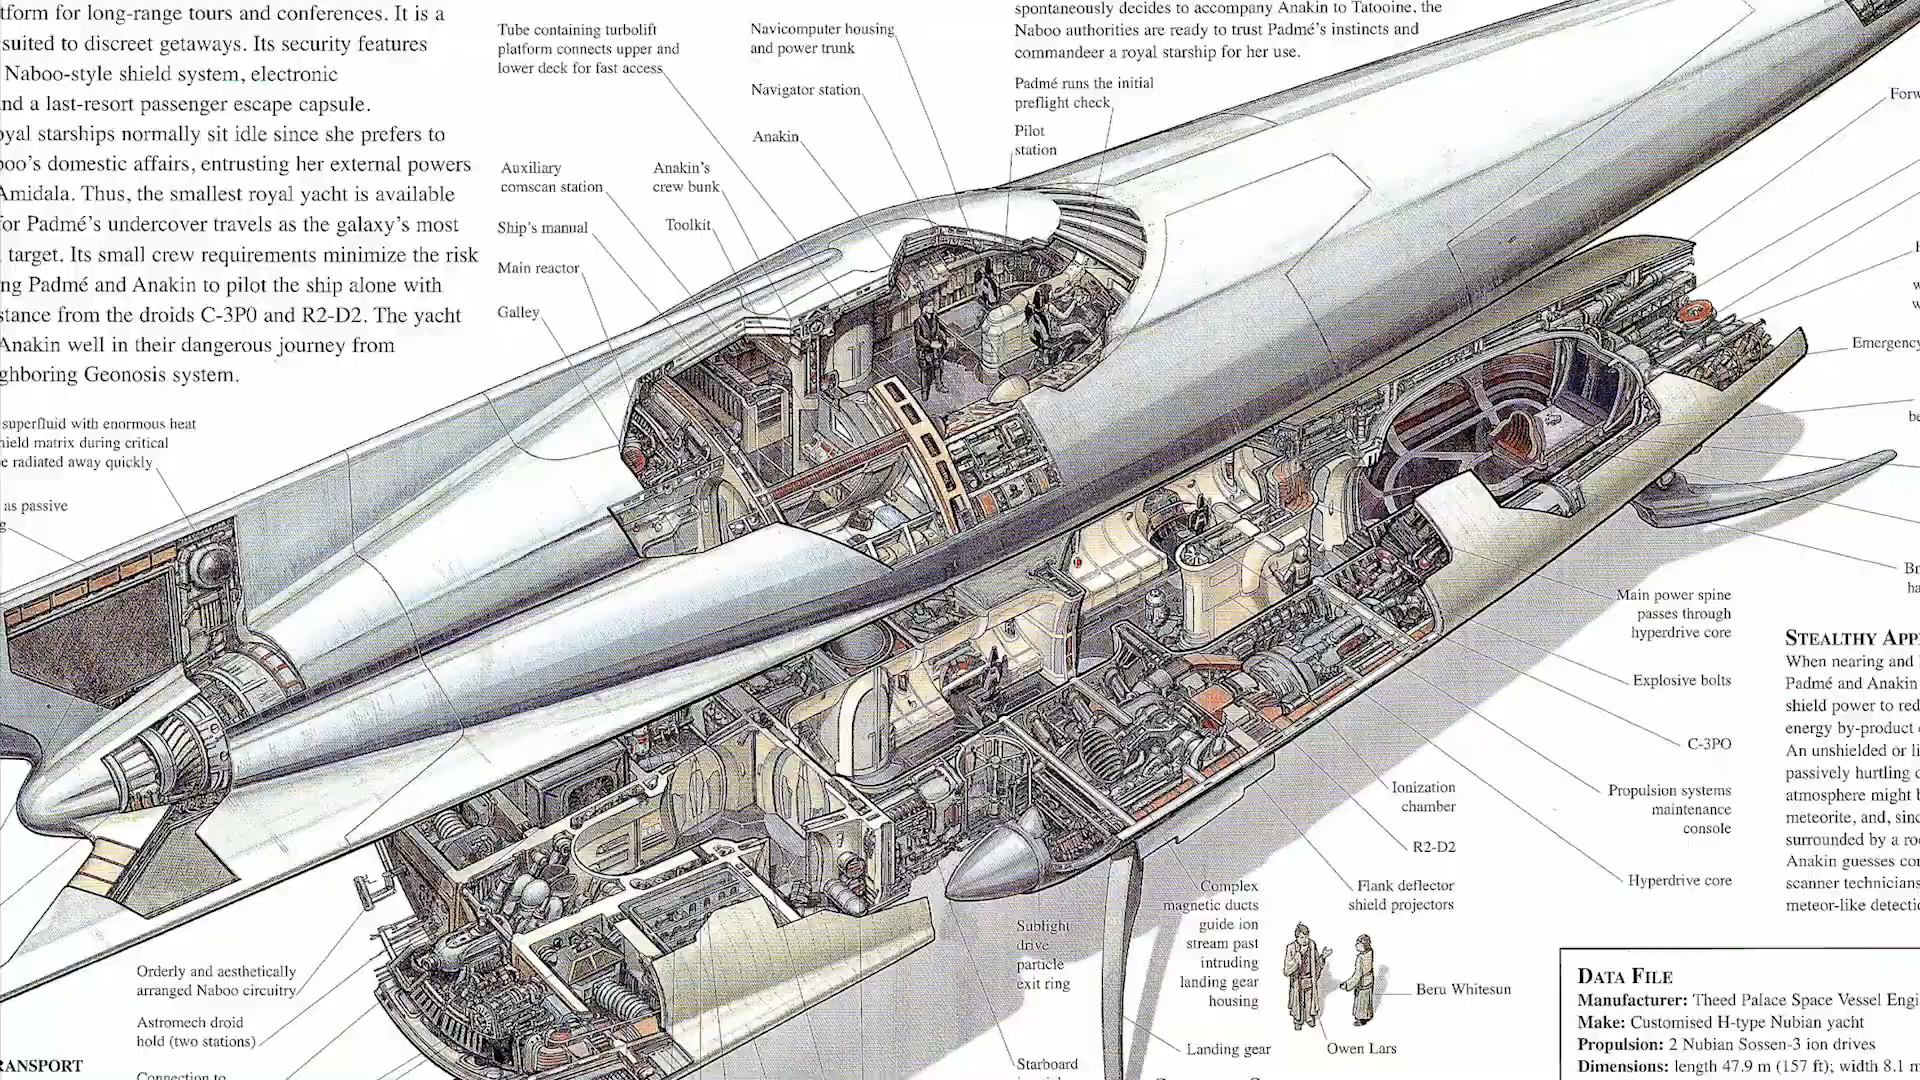 tform for long-range tours and conferences. It is a
suited to discreet getaways. Its security features
Naboo-style shield system, electronic
nd a last-resort passenger escape capsule.
oyal starships normally sit idle since she prefers to
boo's domestic affairs, entrusting her external powers
Amidala. Thus, the smallest royal yacht is available
for Padmé's undercover travels as the galaxy's most
target. Its small crew requirements minimize the risk
ng Padmé and Anakin to pilot the ship alone with
stance from the droids C-3P0 and R2-D2. The yacht
Anakin well in their dangerous journey from
ghboring Geonosis system.
superfluid with enormous heat
hield matrix during critical
e radiated away quickly
as passive
g
Tube containing turbolift
platform connects upper and
lower deck for fast access
Navicomputer housing
and power trunk
Navigator station
Anakin
Auxiliary
comscan station
Anakin's
crew bunk
Ship's manual
Toolkit
Main reactor
Galley
spontaneously decides to accompany Anakin to Tatooine, the
Naboo authorities are ready to trust Padmé's instincts and
commandeer a royal starship for her use.
Padmé runs the initial
preflight check
Pilot
station
Forw
Emergency
be
Br
ha
Main power spine
passes through
hyperdrive core
Explosive bolts
C-3PO
Propulsion systems
maintenance
console
Hyperdrive core
Ionization
chamber
R2-D2
Flank deflector
shield projectors
Complex
magnetic ducts
guide ion
stream past
intruding
landing gear
housing
Sublight
drive
particle
exit ring
Starboard
Landing gear
Owen Lars
Beru Whitesun
Orderly and aesthetically
arranged Naboo circuitry
Astromech droid
hold (two stations)
Connection to
RANSPORT
STEALTHY APP
When nearing and
Padmé and Anakin
shield power to red
energy by-product
An unshielded or li
passively hurtling
atmosphere might b
meteorite, and, sinc
surrounded by a ro
Anakin guesses cor
scanner technicians
meteor-like detecti
DATA FILE
Manufacturer: Theed Palace Space Vessel Engi
Make: Customised H-type Nubian yacht
Propulsion: 2 Nubian Sossen-3 ion drives
Dimensions: length 47.9 m (157 ft); width 8.1 m